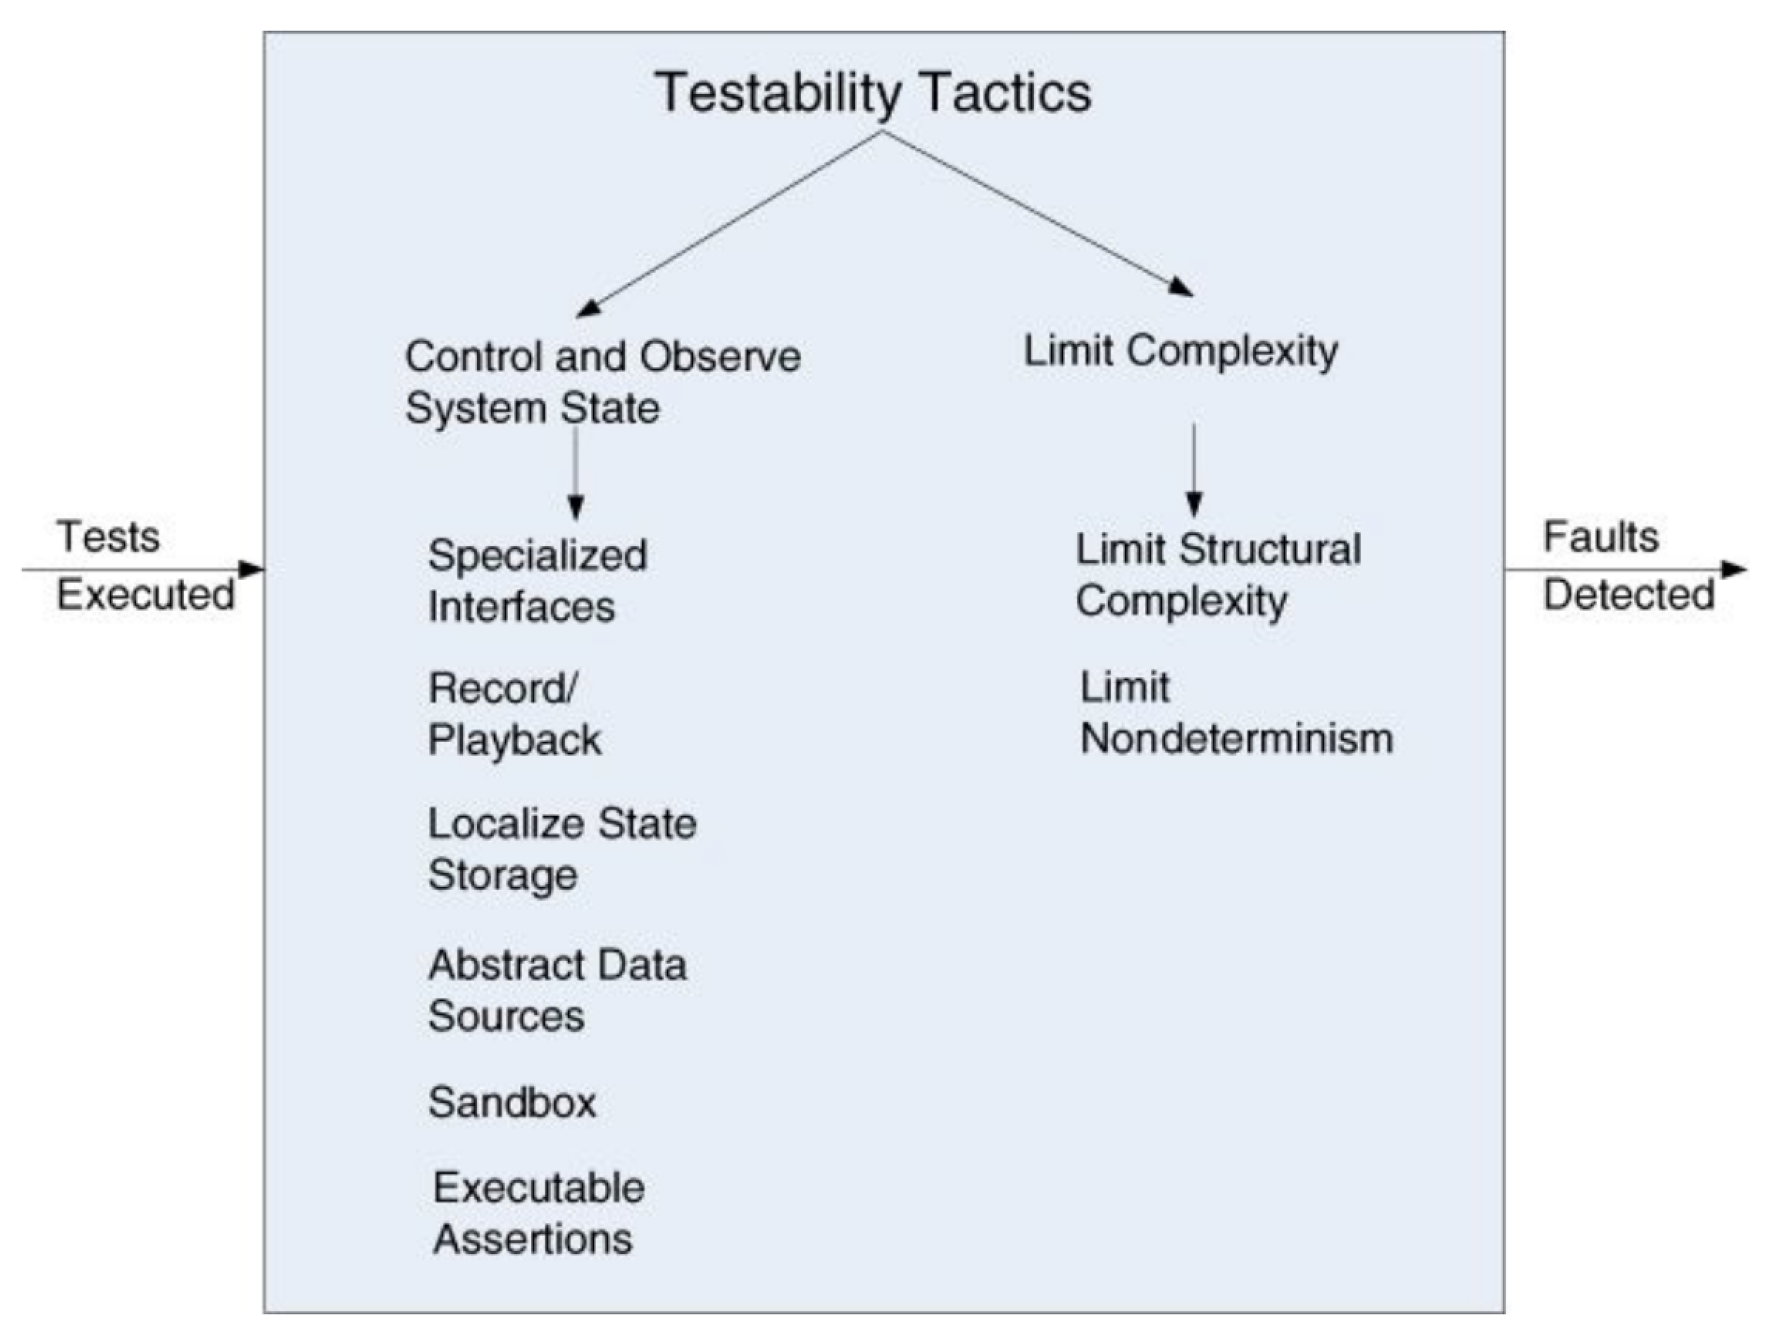 Testability Tactics
Control and Observe
System State
Limit Complexity
Tests
Executed
Specialized
Interfaces
Record/
Playback
Localize State
Storage
Abstract Data
Sources
Sandbox
Executable
Assertions
Limit Structural
Complexity
Limit
Nondeterminism
Faults
Detected